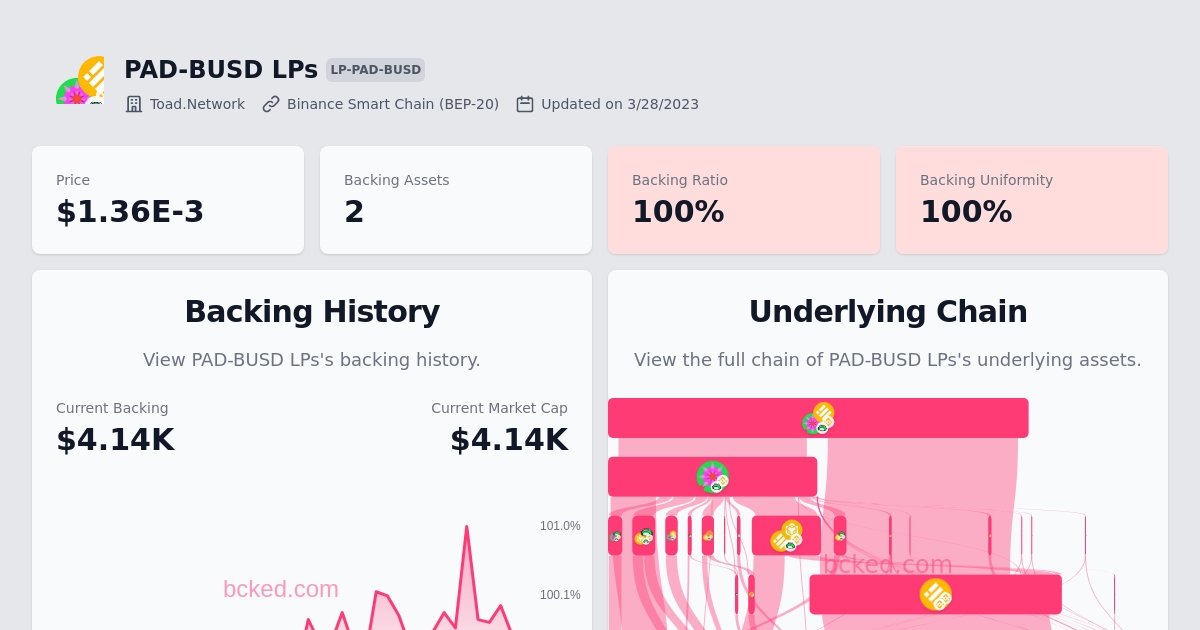 PAD-BUSD LPs LP-PAD-BUSD
Toad.Network Binance Smart Chain (BEP-20) Updated on 3/28/2023
Price
$1.36E-3
Backing Assets
2
Backing Ratio
100%
Backing Uniformity
100%
Backing History
View PAD-BUSD LPs's backing history.
Current Backing
$4.14K
Current Market Cap
$4.14K
101.0%
100.1%
bcked.com
Underlying Chain
View the full chain of PAD-BUSD LPs's underlying assets.
bcked.com